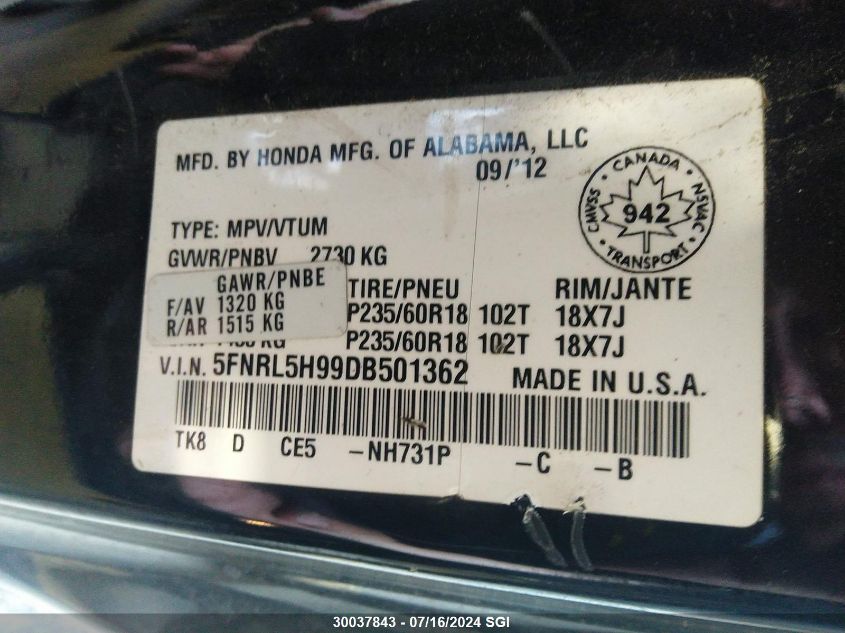 MFD. BY HONDA MFG. OF ALABAMA, LLC
09/'12
CANADA
CMVSS
942
NSVAC
TRANSPORT
TYPE: MPV/VTUM
GVWR/PNBV 2730 KG
GAWR/PNBE TIRE/PNEU RIM/JANTE
F/AV 1320 KG P235/60R18 102T 18X7J
R/AR 1515 KG P235/60R18 102T 18X7J
KG
V.I.N. 5FNRL5H99DB501362 MADE IN U.S.A.
TK8 D CE5 -NH731P -C -B
30037843 - 07/16/2024 SGI